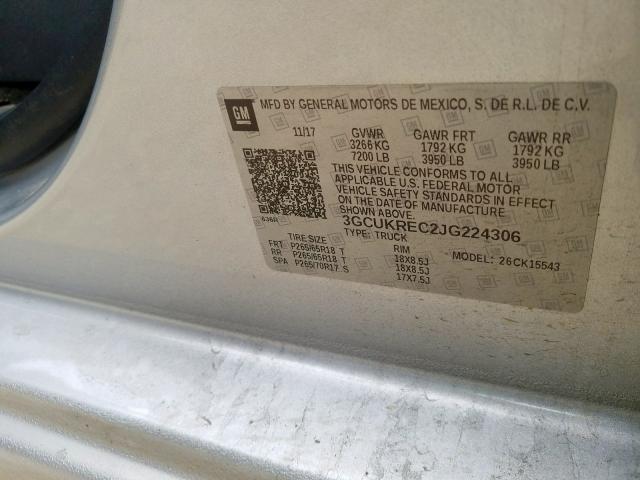 GM MFD BY GENERAL MOTORS DE MEXICO, S. DE R.L. DE C.V.
11/17 GVWR GAWR FRT GAWR RR
3266 KG 1792 KG 1792 KG
7200 LB 3950 LB 3950 LB
THIS VEHICLE CONFORMS TO ALL
APPLICABLE U.S. FEDERAL MOTOR
VEHICLE SAFETY STANDARDS IN EFFECT
ON THE DATE OF MANUFACTURE
SHOWN ABOVE.
3GCUKREC2JG224306
TYPE: TRUCK
TIRE SIZE RIM MODEL: 26CK15543
FRT P265/65R18 T 18X8.5J
RR P265/65R18 T 18X8.5J
SPA P265/70R17 S 17X7.5J